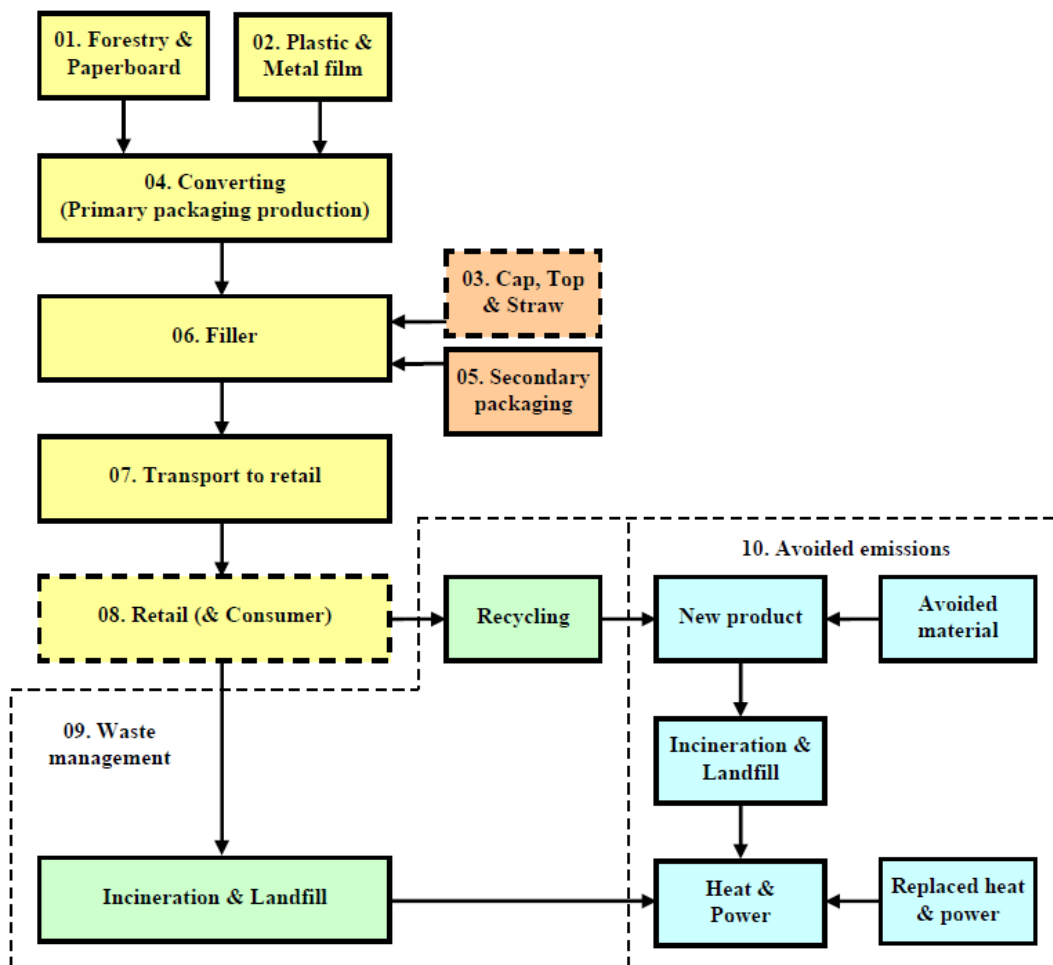 01. Forestry &
Paperboard
02. Plastic &
Metal film
04. Converting
(Primary packaging production)
03. Cap, Top
& Straw
06. Filler
05. Secondary
packaging
07. Transport to retail
10. Avoided emissions
08. Retail (& Consumer)
Recycling
New product
Avoided
material
09. Waste
management
Incineration &
Landfill
Incineration & Landfill
Heat &
Power
Replaced heat
& power